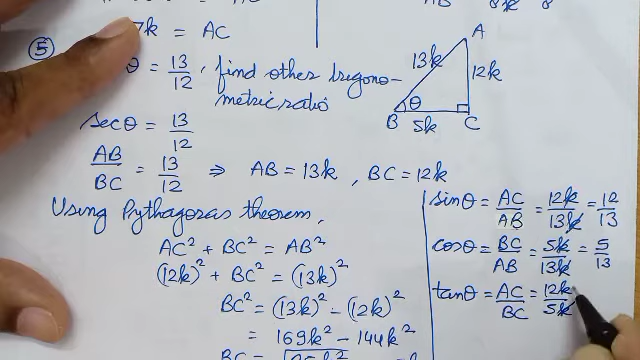 7k = AC
5
θ = 13/12, find other trigono-
metric ratio
secθ = 13/12
AB/BC = 13/12 ⇒ AB = 13k, BC = 12k
Using Pythagoras theorem,
AC² + BC² = AB²
(12k)² + BC² = (13k)²
BC² = (13k)² - (12k)²
= 169k² - 144k²
A
13k
12k
θ
B
5k
C
sinθ = AC/AB = 12k/13k = 12/13
cosθ = BC/AB = 5k/13k = 5/13
tanθ = AC/BC = 12k/5k